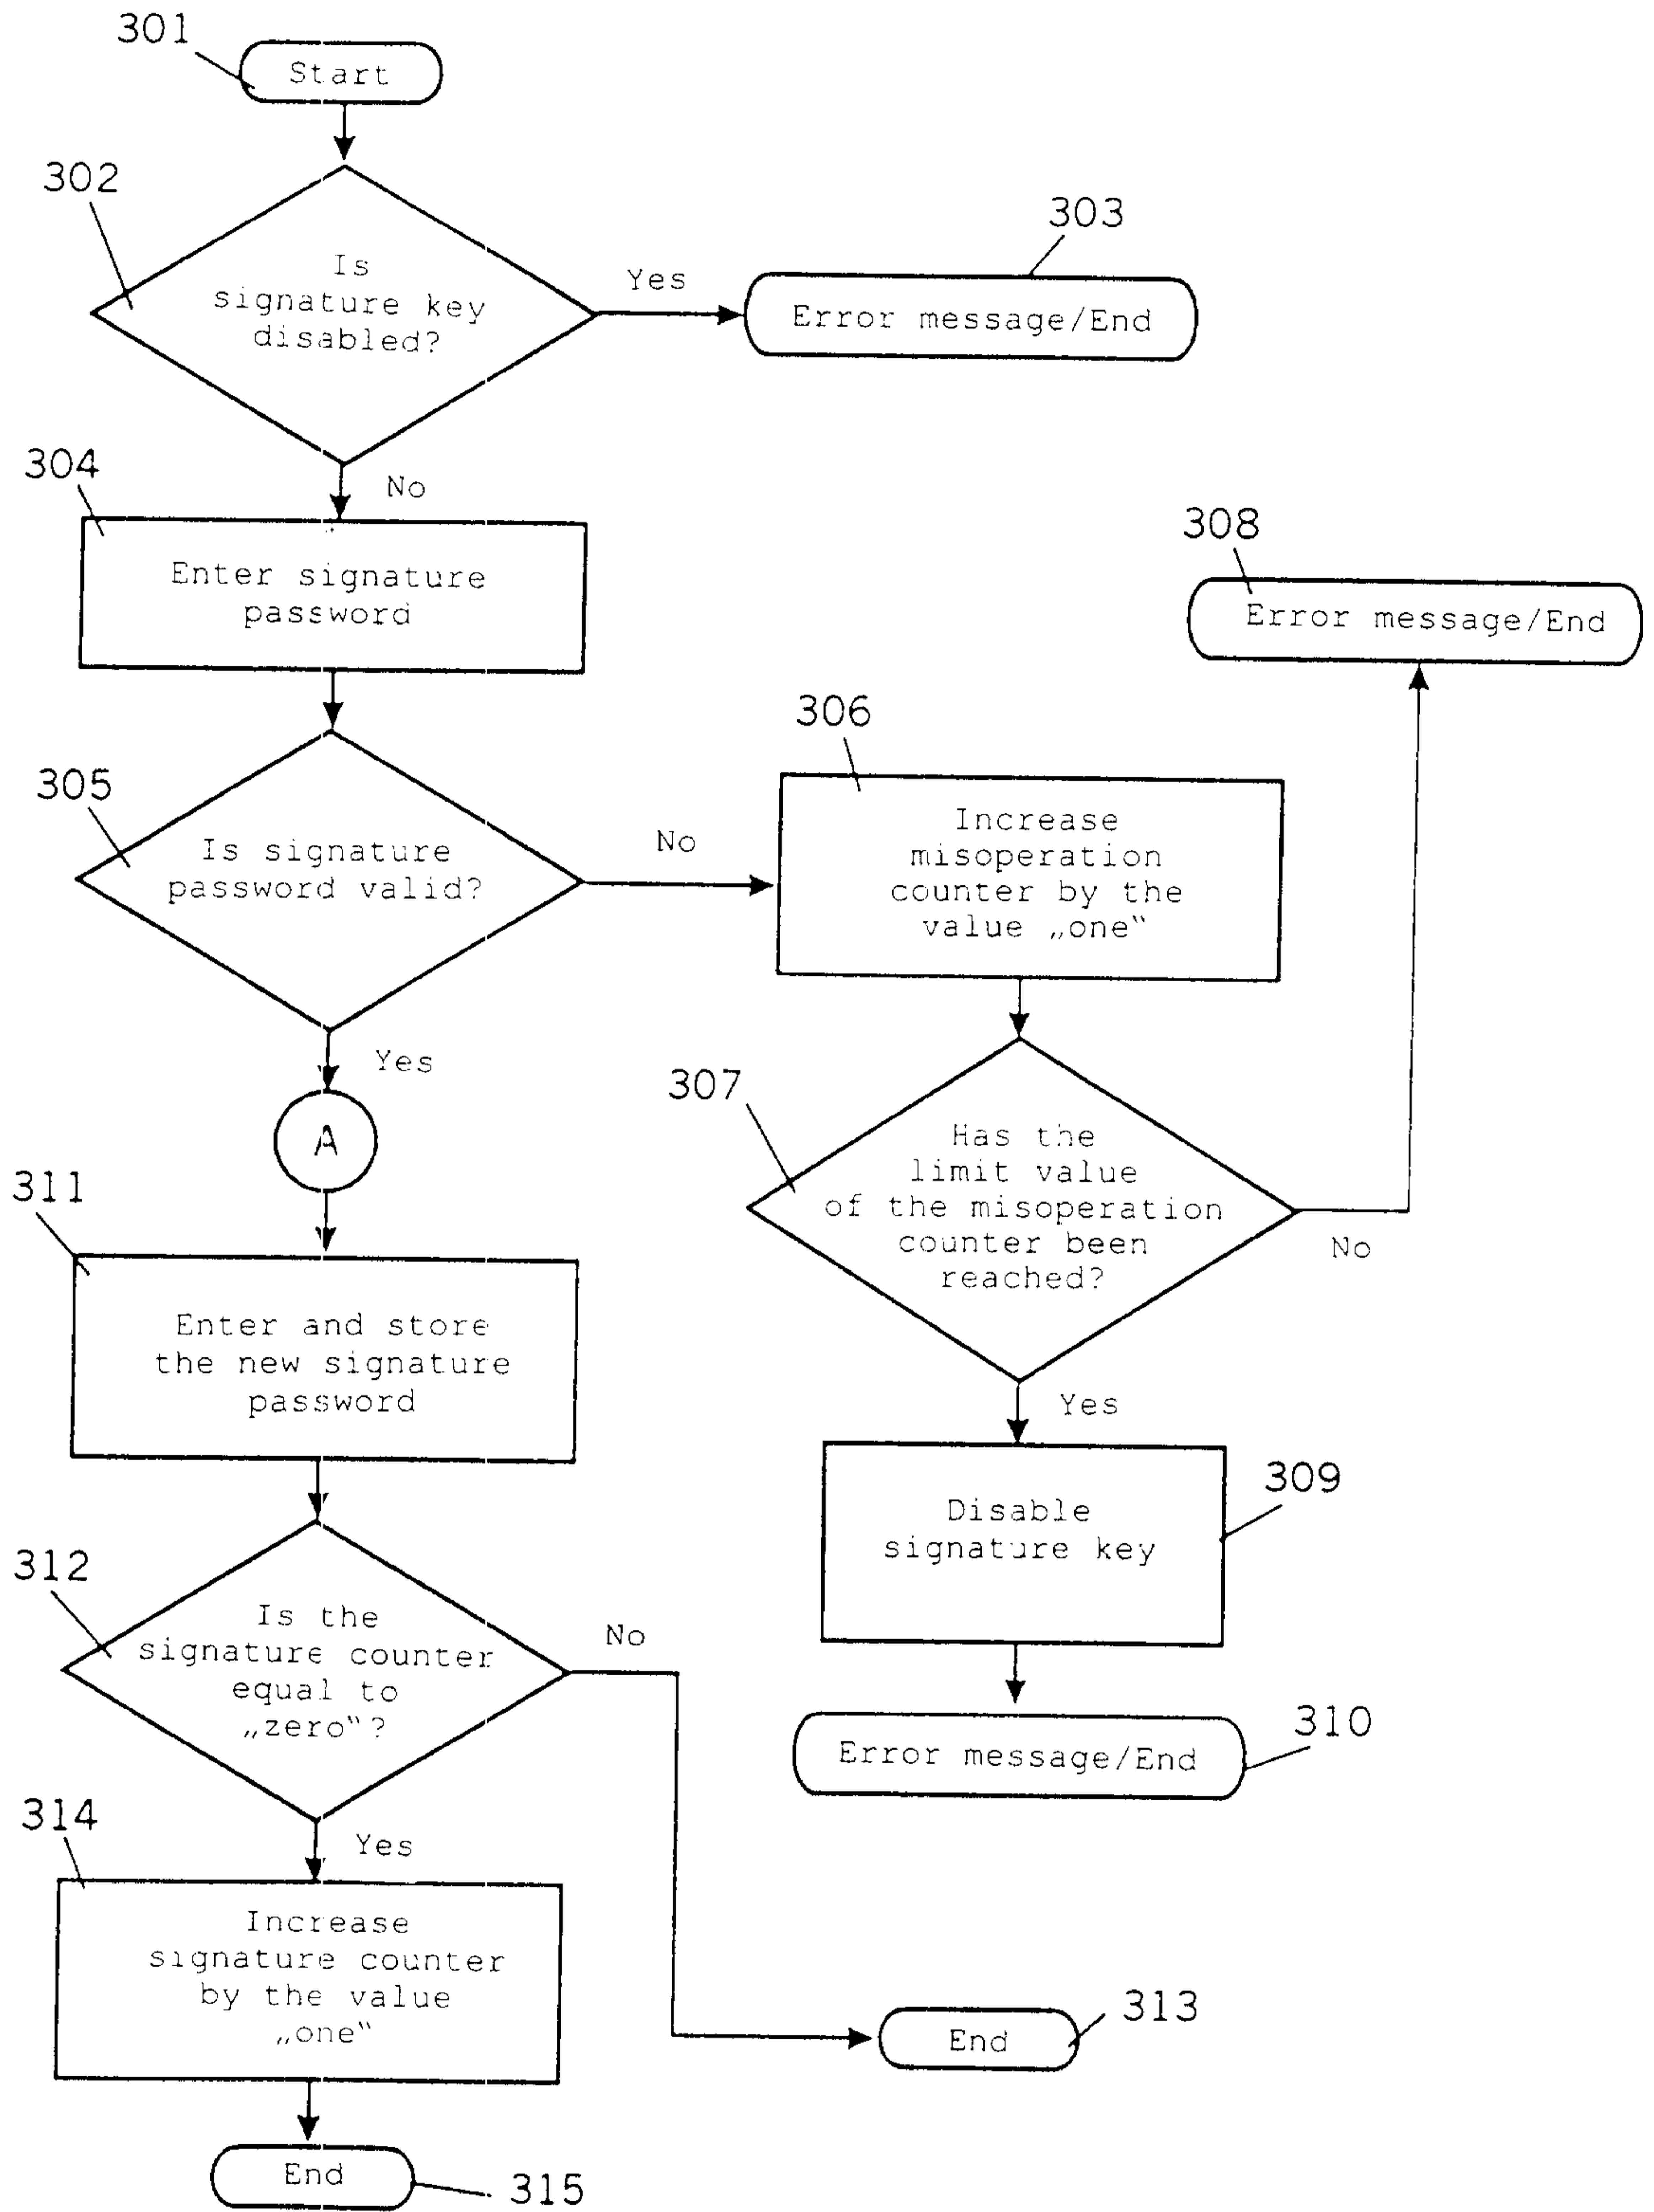 301
Start
302
Is
signature key
disabled?
Yes
303
Error message/End
No
304
Enter signature
password
305
Is signature
password valid?
No
306
Increase
misoperation
counter by the
value „one“
308
Error message/End
307
Has the
limit value
of the misoperation
counter been
reached?
No
Yes
309
Disable
signature key
310
Error message/End
Yes
A
311
Enter and store
the new signature
password
312
Is the
signature counter
equal to
„zero“?
No
313
End
Yes
314
Increase
signature counter
by the value
„one“
End
315